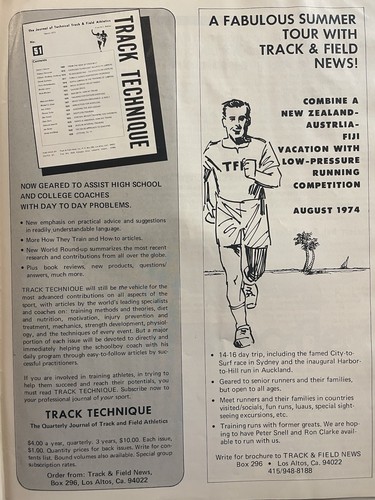 The Journal of Technical Track & Field Athletics
No.
51
Contents
TRACK TECHNIQUE
NOW GEARED TO ASSIST HIGH SCHOOL
AND COLLEGE COACHES
WITH DAY TO DAY PROBLEMS.
• New emphasis on practical advice and suggestions
in readily understandable language.
• More How They Train and How-to articles.
• New World Round-up summarizes the most recent
research and contributions from all over the globe.
• Plus book reviews, new products, questions/
answers, much more.
TRACK TECHNIQUE will still be the vehicle for the
most advanced contributions on all aspects of the
sport, with articles by the world's leading specialists
and coaches on: training methods and theories, diet
and nutrition, motivation, injury prevention and
treatment, mechanics, strength development, physiol-
ogy, and the techniques of every event. But a major
portion of each issue will be devoted to directly and
immediately helping the schoolboy coach with his
daily program through easy-to-follow articles by suc-
cessful practitioners.
If you are involved in training athletes, in trying to
help them succeed and reach their potentials, you
must read TRACK TECHNIQUE. Subscribe now to
your professional journal of your sport.
TRACK TECHNIQUE
The Quarterly Journal of Track and Field Athletics
$4.00 a year, quarterly. 3 years, $10.00. Each issue,
$1.00. Quantity prices for back issues. Write for con-
tents list. Bound volumes also available. Special group
subscription rates.
Order from: Track & Field News,
Box 296, Los Altos, Ca. 94022
A FABULOUS SUMMER
TOUR WITH
TRACK & FIELD
NEWS!
COMBINE A
NEW ZEALAND-
AUSTRLIA-
FIJI
VACATION WITH
LOW-PRESSURE
RUNNING
COMPETITION
AUGUST 1974
TFN
• 14-16 day trip, including the famed City-to-
Surf race in Sydney and the inaugural Harbor-
to-Hill run in Auckland.
• Geared to senior runners and their families,
but open to all ages.
• Meet runners and their families in countries
visited/socials, fun runs, luaus, special sight-
seeing excursions, etc.
• Training runs with former greats. We are hop-
ing to have Peter Snell and Ron Clarke avail-
able to run with us.
Write for brochure to TRACK & FIELD NEWS
Box 296 • Los Altos, Ca. 94022
415/948-8188